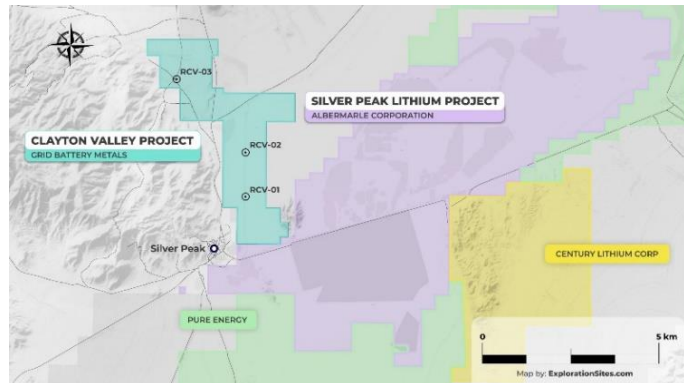 RCV-03
SILVER PEAK LITHIUM PROJECT
ALBERMARLE CORPORATION
CLAYTON VALLEY PROJECT
GRID BATTERY METALS
RCV-02
RCV-01
Silver Peak
CENTURY LITHIUM CORP
PURE ENERGY
0
5 km
Map by: ExplorationSites.com